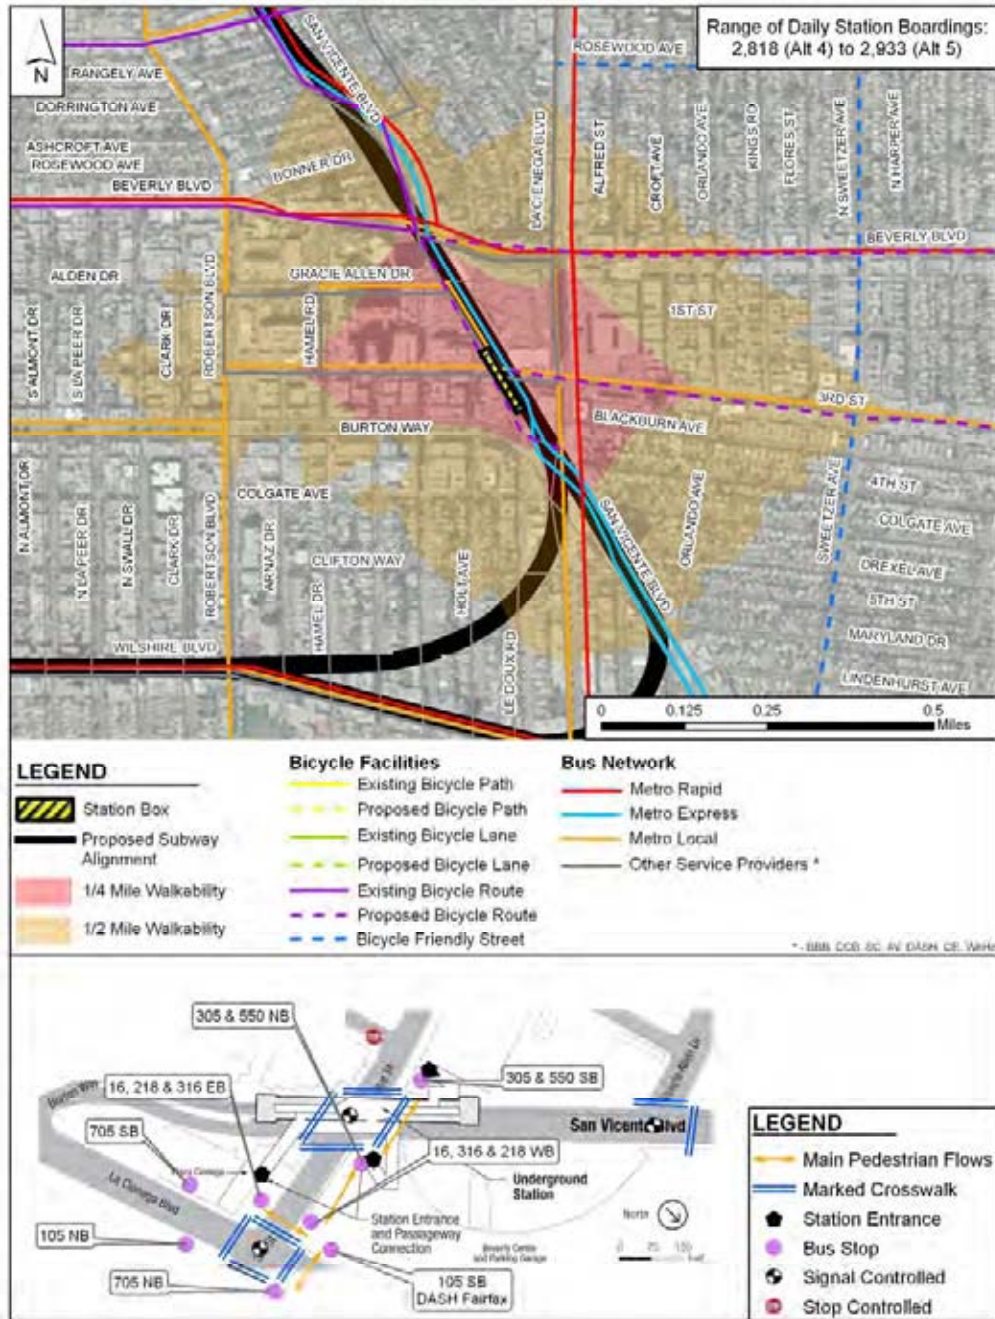 Range of Daily Station Boardings:
2,818 (Alt 4) to 2,933 (Alt 5)
N
SAN VICENTE BLVD
ROSEWOOD AVE
RANGELY AVE
DORRINGTON AVE
ASHCROFT AVE
ROSEWOOD AVE
BONNER DR
BEVERLY BLVD
LA CIENEGA BLVD
ALFRED ST
CROFT AVE
ORLANDO AVE
KINGS RD
FLORES ST
N SWEETZER AVE
N HARPER AVE
BEVERLY BLVD
ALDEN DR
GRACIE ALLEN DR
1ST ST
S ALMONT DR
S LA PEER DR
CLARK DR
ROBERTSON BLVD
HAMEL RD
3RD ST
BLACKBURN AVE
BURTON WAY
N ALMONT DR
N LA PEER DR
N SWALL DR
CLARK DR
ROBERTSON BLVD
COLGATE AVE
ARNAZ DR
CLIFTON WAY
HAMEL DR
HOLT AVE
LE DOUX RD
SAN VICENTE BLVD
ORLANDO AVE
SWEETZER AVE
4TH ST
COLGATE AVE
DREXEL AVE
5TH ST
MARYLAND DR
LINDENHURST AVE
WILSHIRE BLVD
0 0.125 0.25 0.5
Miles
LEGEND
Station Box
Proposed Subway
Alignment
1/4 Mile Walkability
1/2 Mile Walkability
Bicycle Facilities
Existing Bicycle Path
Proposed Bicycle Path
Existing Bicycle Lane
Proposed Bicycle Lane
Existing Bicycle Route
Proposed Bicycle Route
Bicycle Friendly Street
Bus Network
Metro Rapid
Metro Express
Metro Local
Other Service Providers *
305 & 550 NB
16, 218 & 316 EB
705 SB
105 NB
705 NB
305 & 550 SB
16, 316 & 218 WB
105 SB
DASH Fairfax
Burton Way
La Cienega Blvd
San Vicente Blvd
Underground
Station
Station Entrance
and Passageway
Connection
Beverly Center
and Parking Garage
North
0 75 150
Feet
LEGEND
Main Pedestrian Flows
Marked Crosswalk
Station Entrance
Bus Stop
Signal Controlled
Stop Controlled